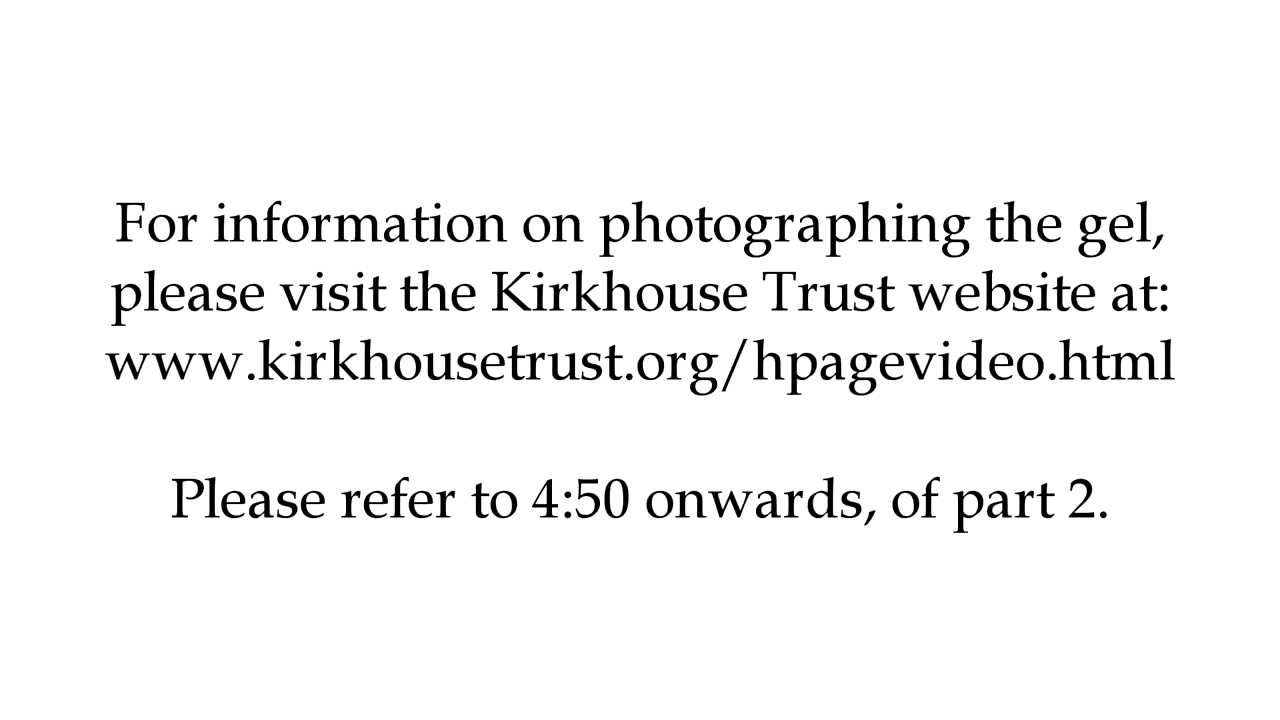 For information on photographing the gel,
please visit the Kirkhouse Trust website at:
www.kirkhousetrust.org/hpagevideo.html
Please refer to 4:50 onwards, of part 2.